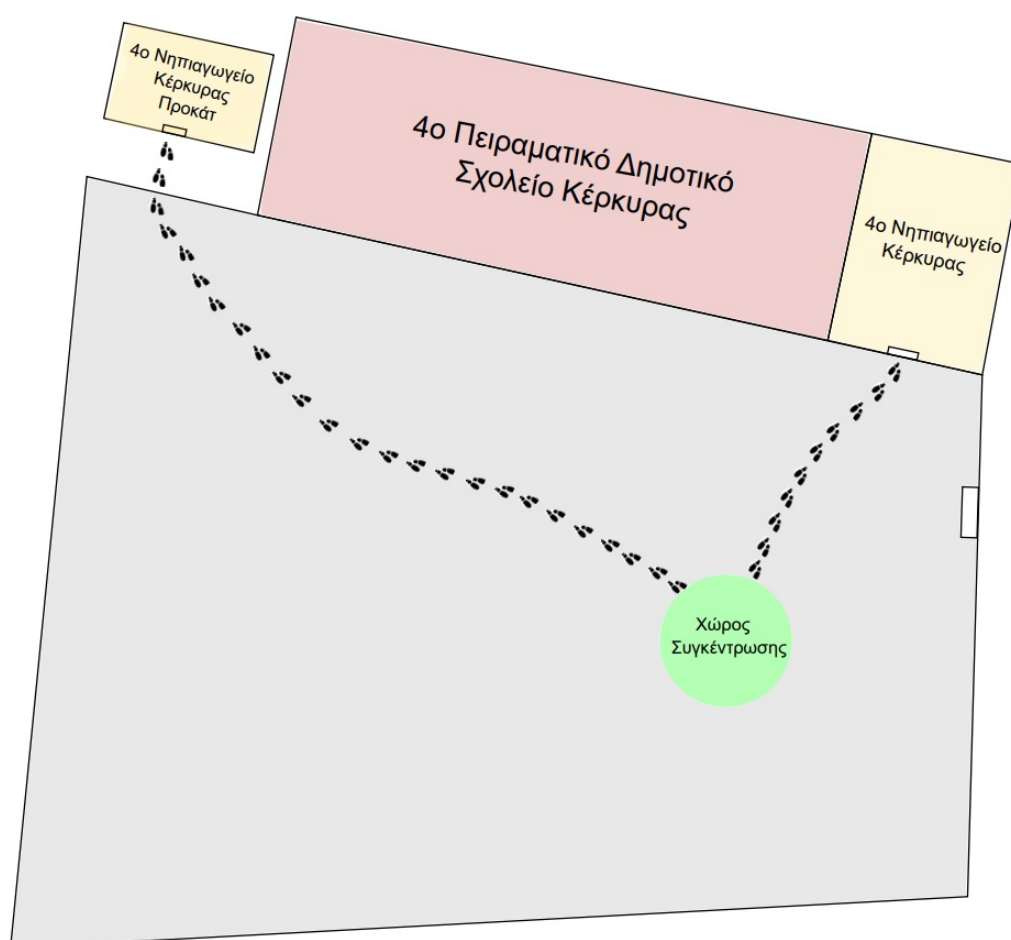 4ο Νηπιαγωγείο
Κέρκυρας
Προκάτ
4ο Πειραματικό Δημοτικό
Σχολείο Κέρκυρας
4ο Νηπιαγωγείο
Κέρκυρας
Χώρος
Συγκέντρωσης